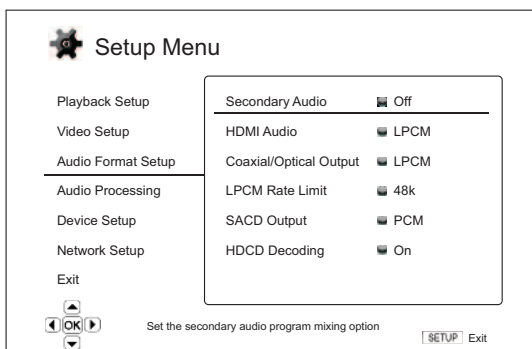 Setup Menu
Playback Setup
Video Setup
Audio Format Setup
Audio Processing
Device Setup
Network Setup
Exit
Secondary Audio Off
HDMI Audio LPCM
Coaxial/Optical Output LPCM
LPCM Rate Limit 48k
SACD Output PCM
HDCD Decoding On
OK
Set the secondary audio program mixing option
SETUP Exit